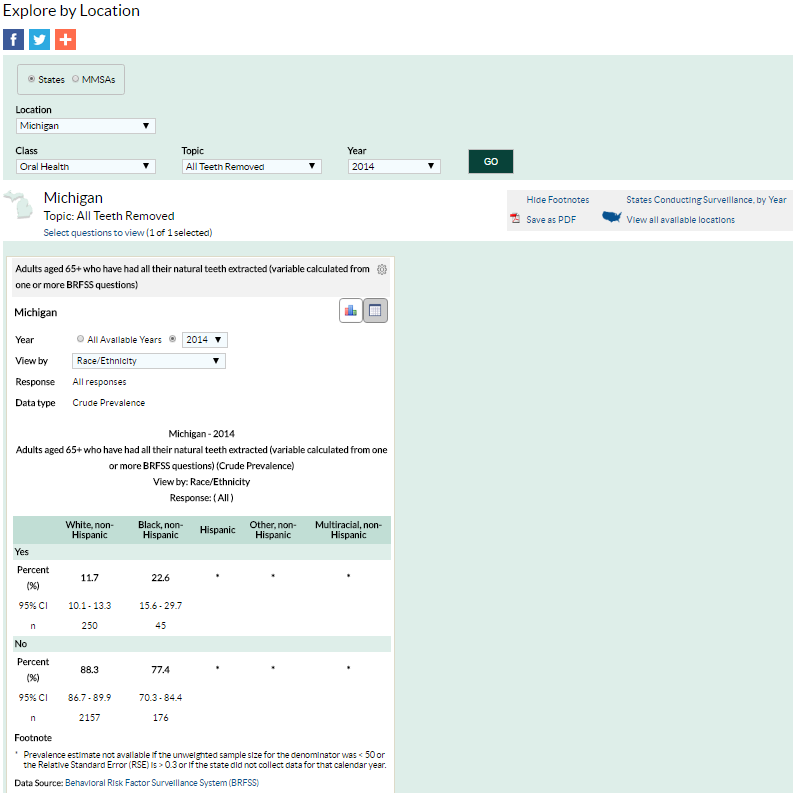 Explore by Location
States MMSAs
Location
Michigan
Class Topic Year
Oral Health All Teeth Removed 2014 GO
Michigan
Topic: All Teeth Removed
Select questions to view (1 of 1 selected)
Hide Footnotes States Conducting Surveillance, by Year
Save as PDF View all available locations
Adults aged 65+ who have had all their natural teeth extracted (variable calculated from
one or more BRFSS questions)
Michigan
Year All Available Years 2014
View by Race/Ethnicity
Response All responses
Data type Crude Prevalence
Michigan - 2014
Adults aged 65+ who have had all their natural teeth extracted (variable calculated from one
or more BRFSS questions) (Crude Prevalence)
View by: Race/Ethnicity
Response: ( All )
White, non-Hispanic Black, non-Hispanic Hispanic Other, non-Hispanic Multiracial, non-Hispanic
Yes
Percent (%) 11.7 22.6 * * *
95% CI 10.1 - 13.3 15.6 - 29.7
n 250 45
No
Percent (%) 88.3 77.4 * * *
95% CI 86.7 - 89.9 70.3 - 84.4
n 2157 176
Footnote
* Prevalence estimate not available if the unweighted sample size for the denominator was < 50 or
the Relative Standard Error (RSE) is > 0.3 or if the state did not collect data for that calendar year.
Data Source: Behavioral Risk Factor Surveillance System (BRFSS)